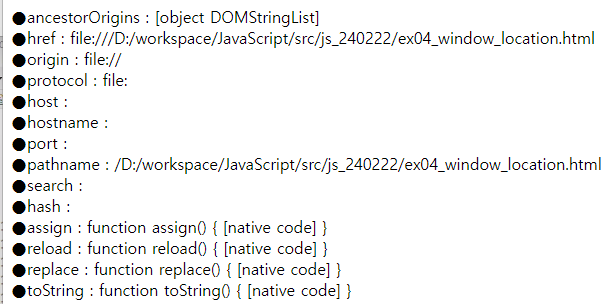 ●ancestorOrigins : [object DOMStringList]
●href : file:///D:/workspace/JavaScript/src/js_240222/ex04_window_location.html
●origin : file://
●protocol : file:
●host :
●hostname :
●port :
●pathname : /D:/workspace/JavaScript/src/js_240222/ex04_window_location.html
●search :
●hash :
●assign : function assign() { [native code] }
●reload : function reload() { [native code] }
●replace : function replace() { [native code] }
●toString : function toString() { [native code] }